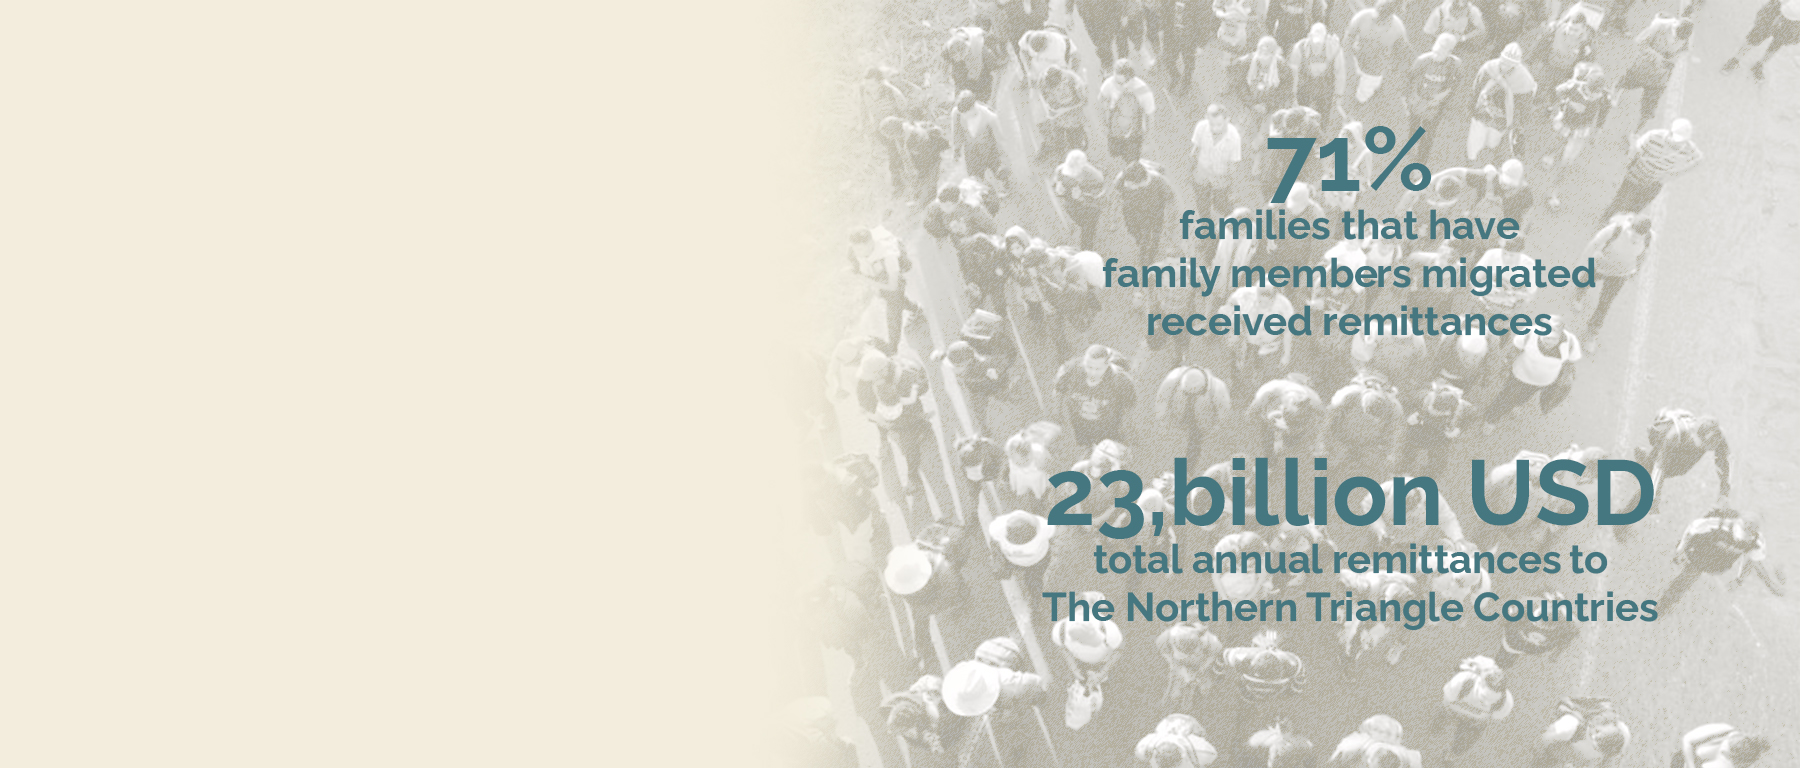 71%
families that have
family members migrated
received remittances
23,billion USD
total annual remittances to
The Northern Triangle Countries